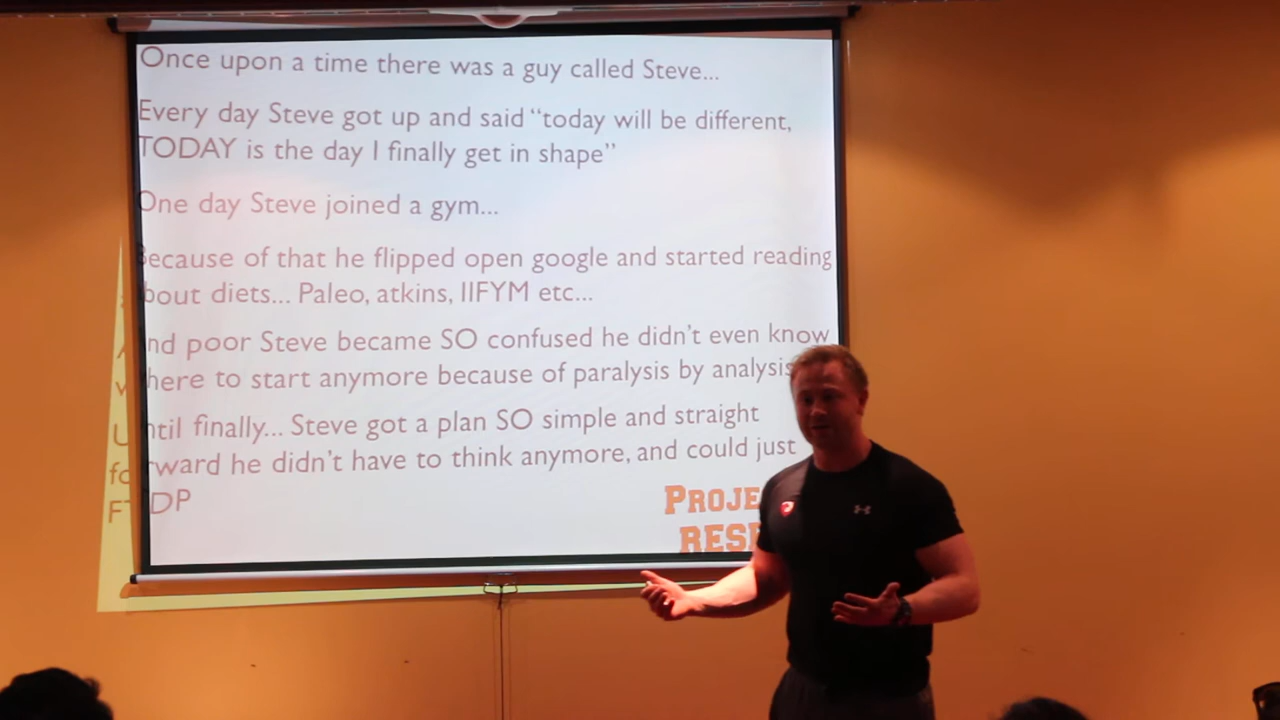 Once upon a time there was a guy called Steve...
Every day Steve got up and said “today will be different,
TODAY is the day I finally get in shape”
One day Steve joined a gym...
Because of that he flipped open google and started reading
bout diets... Paleo, atkins, IIFYM etc...
nd poor Steve became SO confused he didn’t even know
here to start anymore because of paralysis by analysis
ntil finally... Steve got a plan SO simple and straight
rward he didn’t have to think anymore, and could just
FTDP
PROJE
RESE